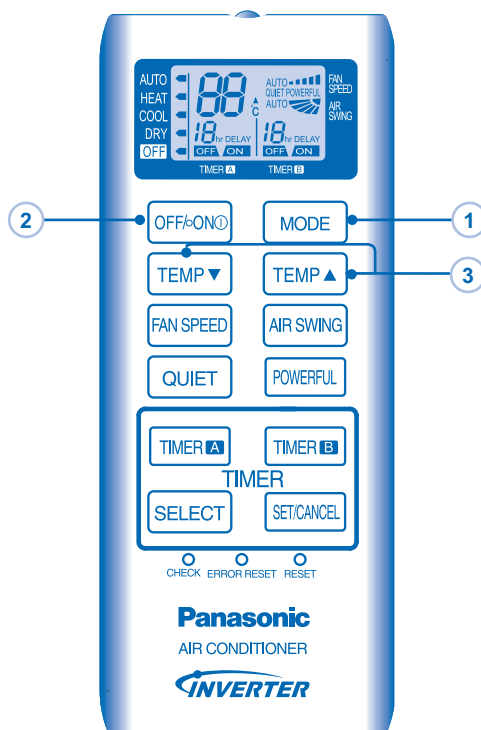 AUTO
HEAT
COOL
DRY
OFF
88
°C
AUTO
QUIET POWERFUL
AUTO
FAN SPEED
AIR SWING
18 hr DELAY
OFF ON
18 hr DELAY
OFF ON
TIMER A TIMER B
2
OFF/ON
MODE
1
TEMP ▼
TEMP ▲
3
FAN SPEED
AIR SWING
QUIET
POWERFUL
TIMER A
TIMER B
TIMER
SELECT
SET/CANCEL
CHECK ERROR RESET RESET
Panasonic
AIR CONDITIONER
INVERTER